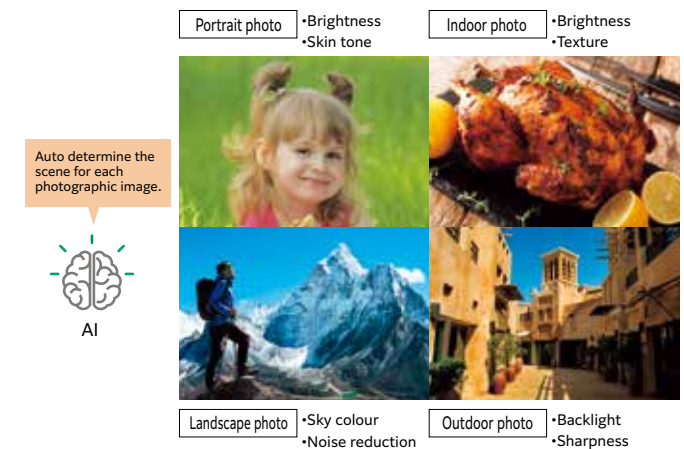 Portrait photo
•Brightness
•Skin tone
Indoor photo
•Brightness
•Texture
Auto determine the
scene for each
photographic image.
AI
Landscape photo
•Sky colour
•Noise reduction
Outdoor photo
•Backlight
•Sharpness